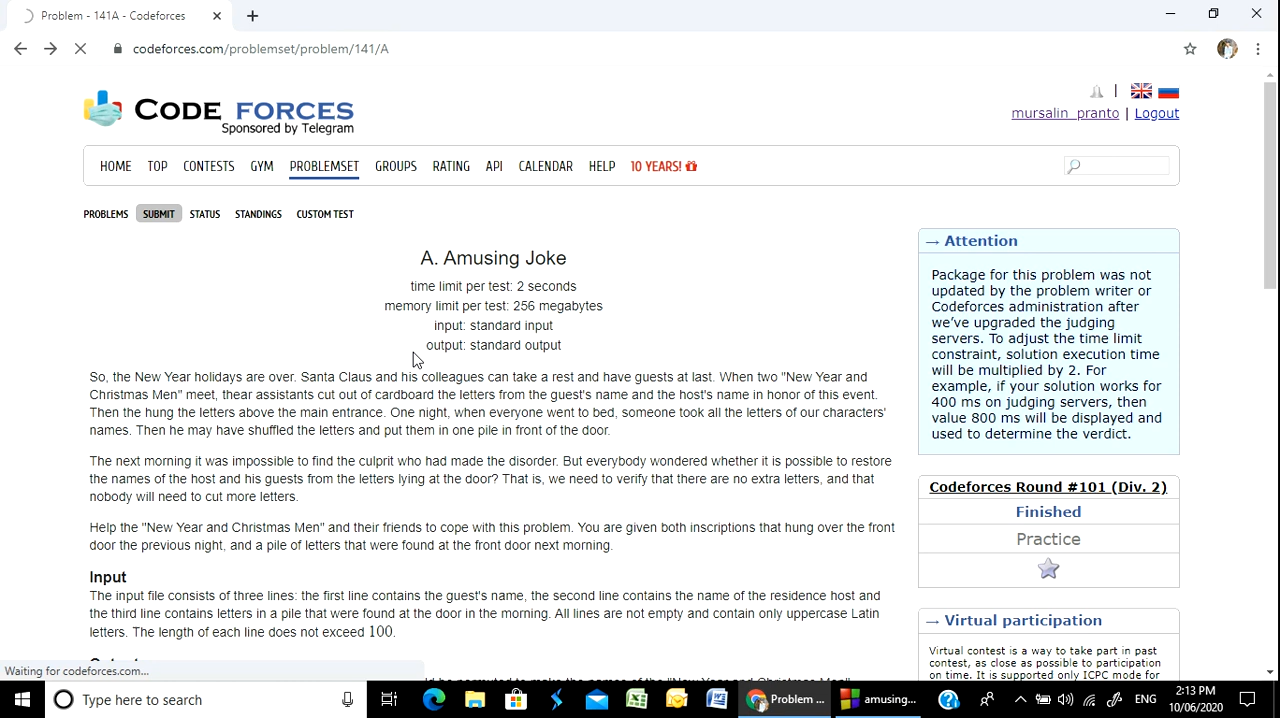 Problem - 141A - Codeforces
codeforces.com/problemset/problem/141/A
CODE FORCES
Sponsored by Telegram
mursalin_pranto | Logout
HOME TOP CONTESTS GYM PROBLEMSET GROUPS RATING API CALENDAR HELP 10 YEARS!
PROBLEMS SUBMIT STATUS STANDINGS CUSTOM TEST
A. Amusing Joke
time limit per test: 2 seconds
memory limit per test: 256 megabytes
input: standard input
output: standard output
So, the New Year holidays are over. Santa Claus and his colleagues can take a rest and have guests at last. When two "New Year and
Christmas Men" meet, thear assistants cut out of cardboard the letters from the guest's name and the host's name in honor of this event.
Then the hung the letters above the main entrance. One night, when everyone went to bed, someone took all the letters of our characters'
names. Then he may have shuffled the letters and put them in one pile in front of the door.
The next morning it was impossible to find the culprit who had made the disorder. But everybody wondered whether it is possible to restore
the names of the host and his guests from the letters lying at the door? That is, we need to verify that there are no extra letters, and that
nobody will need to cut more letters.
Help the "New Year and Christmas Men" and their friends to cope with this problem. You are given both inscriptions that hung over the front
door the previous night, and a pile of letters that were found at the front door next morning.
Input
The input file consists of three lines: the first line contains the guest's name, the second line contains the name of the residence host and
the third line contains letters in a pile that were found at the door in the morning. All lines are not empty and contain only uppercase Latin
letters. The length of each line does not exceed 100.
→ Attention
Package for this problem was not
updated by the problem writer or
Codeforces administration after
we've upgraded the judging
servers. To adjust the time limit
constraint, solution execution time
will be multiplied by 2. For
example, if your solution works for
400 ms on judging servers, then
value 800 ms will be displayed and
used to determine the verdict.
Codeforces Round #101 (Div. 2)
Finished
Practice
→ Virtual participation
Virtual contest is a way to take part in past
contest, as close as possible to participation
on time. It is supported only ICPC mode for
Waiting for codeforces.com...
Type here to search
Problem ...
amusing...
ENG
2:13 PM
10/06/2020